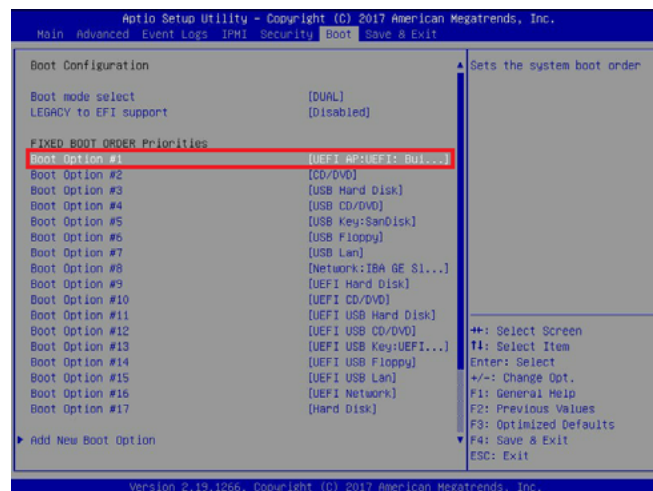 Aptio Setup Utility - Copyright (C) 2017 American Megatrends, Inc.
Main Advanced Event Logs IPMI Security Boot Save & Exit
Boot Configuration
Boot mode select [DUAL]
LEGACY to EFI support [Disabled]
FIXED BOOT ORDER Priorities
Boot Option #1 [UEFI AP:UEFI: Bui...]
Boot Option #2 [CD/DVD]
Boot Option #3 [USB Hard Disk]
Boot Option #4 [USB CD/DVD]
Boot Option #5 [USB Key:SanDisk]
Boot Option #6 [USB Floppy]
Boot Option #7 [USB Lan]
Boot Option #8 [Network:IBA GE Sl...]
Boot Option #9 [UEFI Hard Disk]
Boot Option #10 [UEFI CD/DVD]
Boot Option #11 [UEFI USB Hard Disk]
Boot Option #12 [UEFI USB CD/DVD]
Boot Option #13 [UEFI USB Key:UEFI...]
Boot Option #14 [UEFI USB Floppy]
Boot Option #15 [UEFI USB Lan]
Boot Option #16 [UEFI Network]
Boot Option #17 [Hard Disk]
Add New Boot Option
Sets the system boot order
→←: Select Screen
↑↓: Select Item
Enter: Select
+/-: Change Opt.
F1: General Help
F2: Previous Values
F3: Optimized Defaults
F4: Save & Exit
ESC: Exit
Version 2.19.1266. Copyright (C) 2017 American Megatrends, Inc.